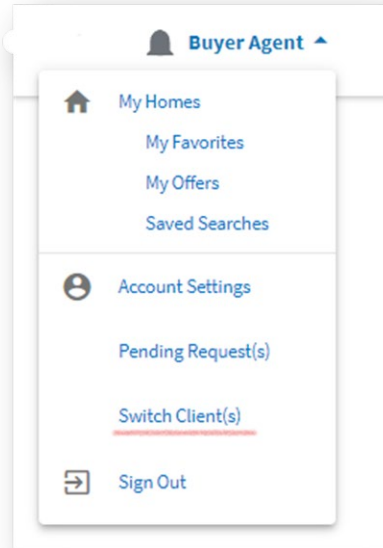 Buyer Agent
My Homes
My Favorites
My Offers
Saved Searches
Account Settings
Pending Request(s)
Switch Client(s)
Sign Out